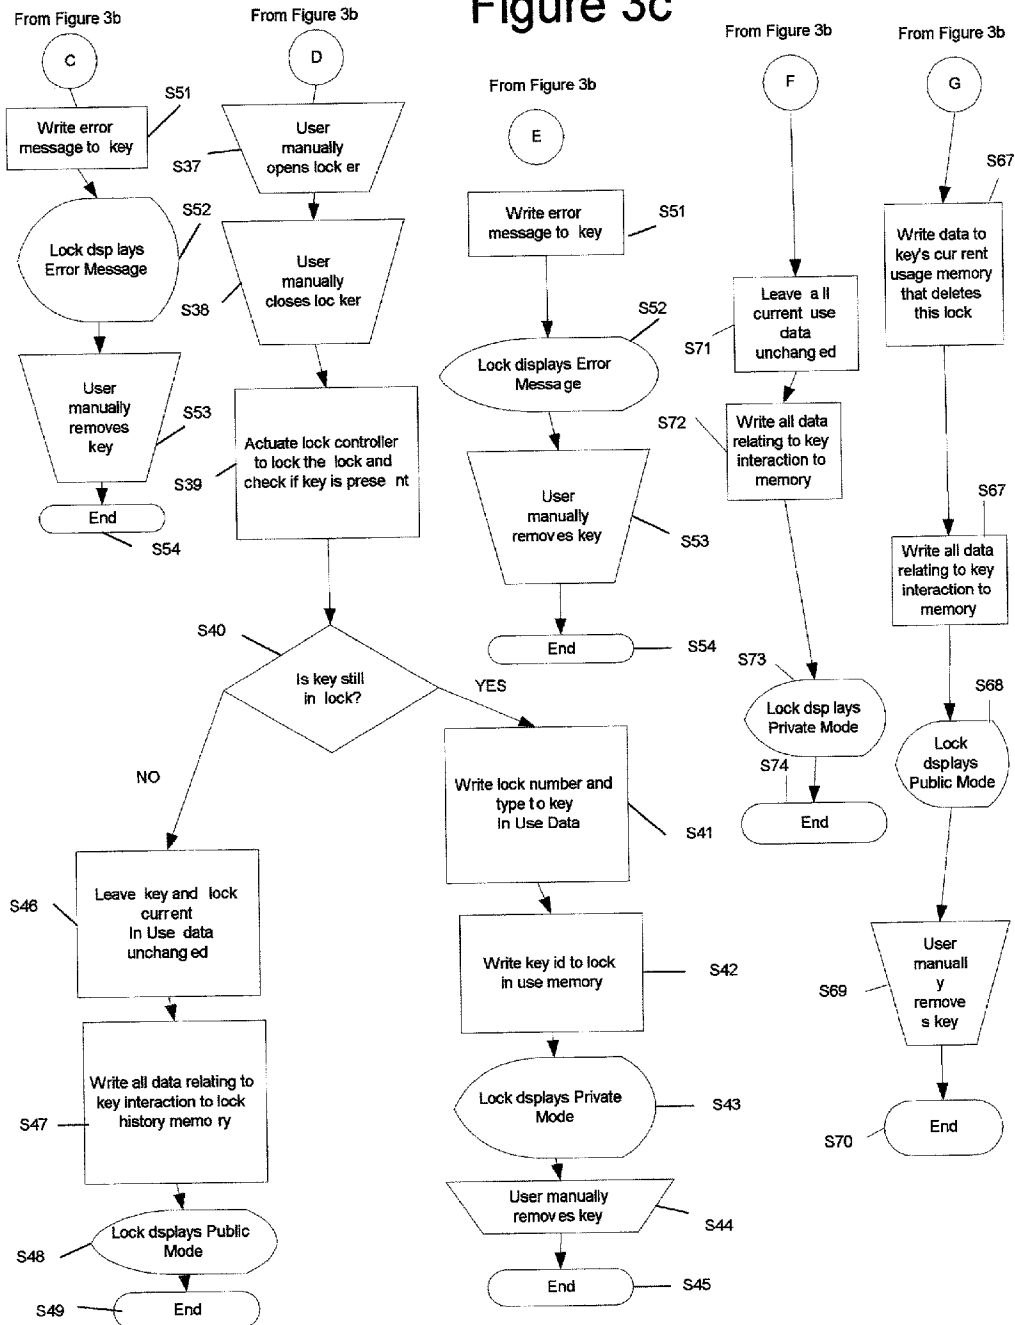 Figure 3c
From Figure 3b
C
S51
Write error
message to key
S52
Lock dsp lays
Error Message
User
manually
removes
key
S53
End
S54
From Figure 3b
D
User
manually
opens lock er
S37
User
manually
closes loc ker
S38
Actuate lock controller
to lock the lock and
check if key is prese nt
S39
S40
Is key still
in lock?
YES
NO
Leave key and lock
current
In Use data
unchang ed
S46
Write all data relating to
key interaction to lock
history memo ry
S47
Lock dsplays Public
Mode
S48
End
S49
From Figure 3b
E
Write error
message to key
S51
S52
Lock displays Error
Message
User
manually
removes key
S53
End
S54
Write lock number and
type to key
In Use Data
S41
Write key id to lock
in use memory
S42
Lock dsplays Private
Mode
S43
User manually
removes key
S44
End
S45
From Figure 3b
F
Leave a ll
current use
data
unchang ed
S71
S72
Write all data
relating to key
interaction to
memory
S73
Lock dsp lays
Private Mode
S74
End
From Figure 3b
G
S67
Write data to
key's cur rent
usage memory
that deletes
this lock
S67
Write all data
relating to key
interaction to
memory
S68
Lock
dsplays
Public Mode
User
manuall
y
remove
s key
S69
End
S70